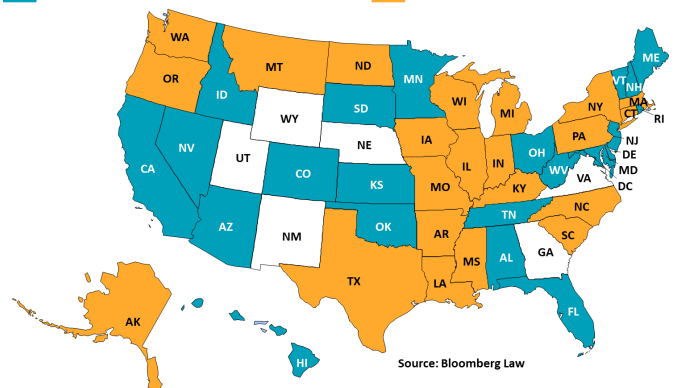 WA
ME
MT
ND
VT
MN
NH
OR
ID
SD
WI
MI
NY
MA
CT
RI
WY
IA
PA
NE
NJ
NV
UT
OH
DE
IL
IN
CA
CO
WV
MD
KS
MO
VA
DC
KY
NC
TN
AZ
OK
AR
SC
NM
MS
AL
GA
TX
LA
FL
AK
HI
Source: Bloomberg Law